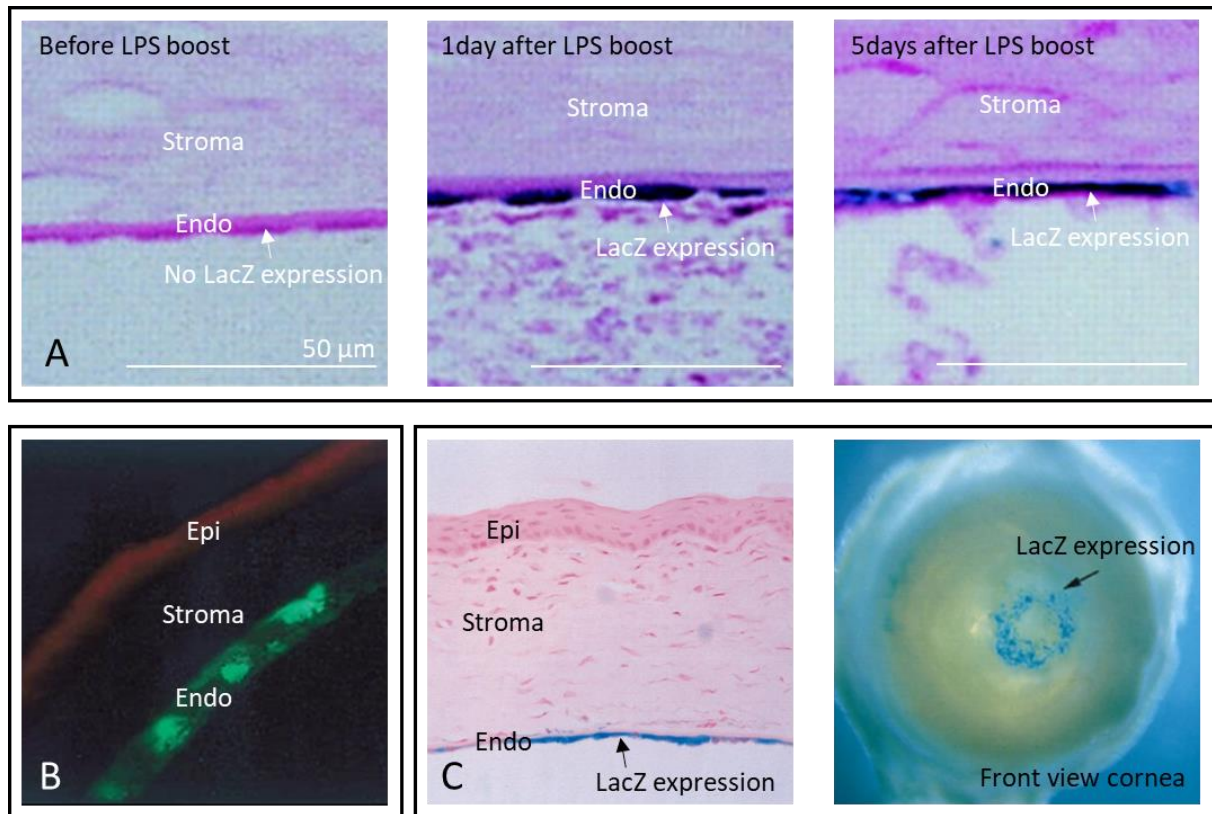 Before LPS boost
Stroma
Endo
No LacZ expression
A
50 µm
1day after LPS boost
Stroma
Endo
LacZ expression
5days after LPS boost
Stroma
Endo
LacZ expression
Epi
Stroma
Endo
B
Epi
Stroma
Endo
C
LacZ expression
LacZ expression
Front view cornea